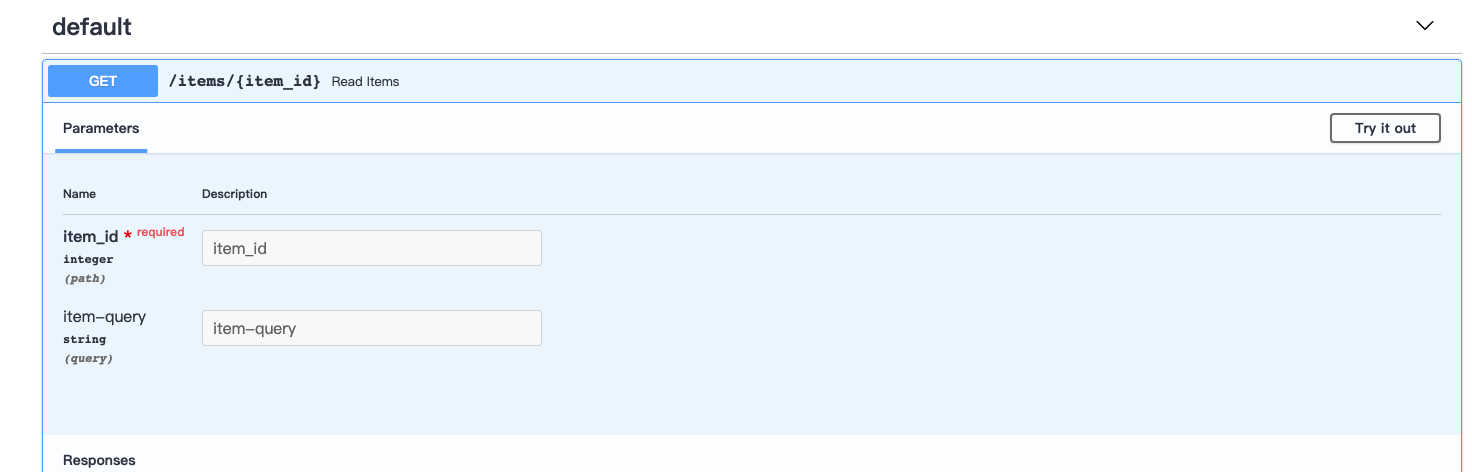 default
GET /items/{item_id} Read Items
Parameters
Try it out
Name Description
item_id * required
integer
(path)
item_id
item-query
string
(query)
item-query
Responses